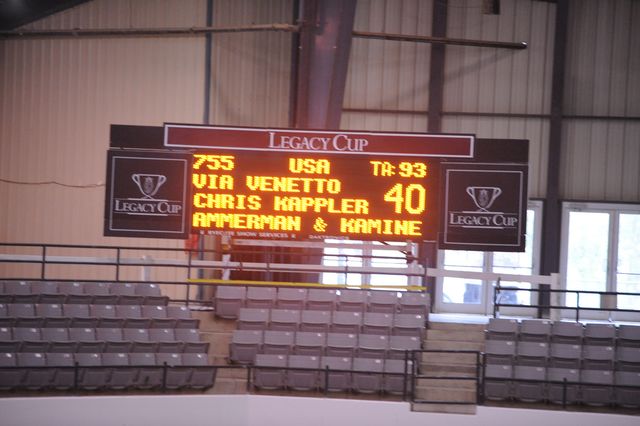 LEGACY CUP
755 USA TA: 93
VIA VENETTO
CHRIS KAPPLER 40
AMMERMAN & KAMINE
LEGACY CUP
LEGACY CUP